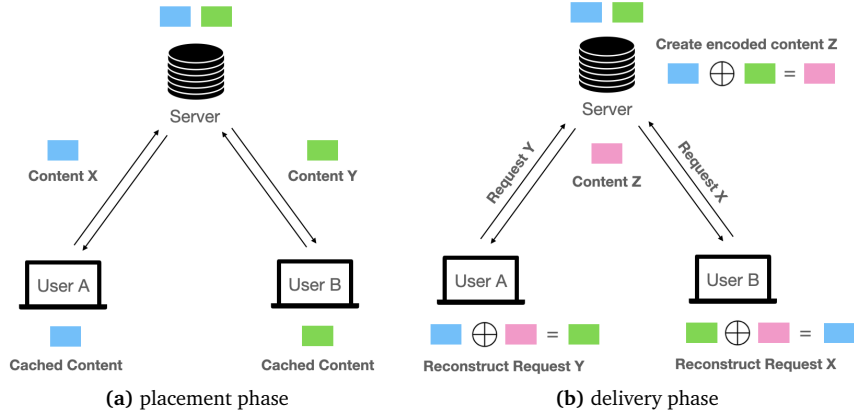 Server
Content X
Content Y
User A
User B
Cached Content
Cached Content
(a) placement phase
Create encoded content Z
=
Server
Request Y
Content Z
Request X
User A
User B
=
=
Reconstruct Request Y
Reconstruct Request X
(b) delivery phase